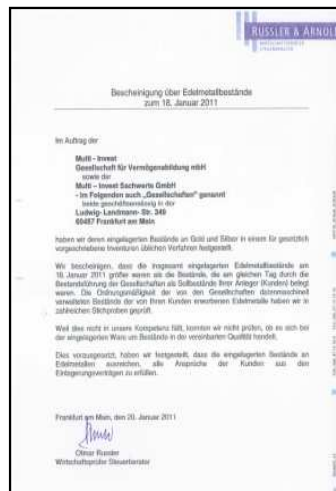 RUSSLER & ARNOLD
WIRTSCHAFTSPRÜFER
STEUERBERATER
Bescheinigung über Edelmetallbestände
zum 18. Januar 2011
Im Auftrag der
Multi - Invest
Gesellschaft für Vermögensbildung mbH
sowie der
Multi – Invest Sachwerte GmbH
- im Folgenden auch „Gesellschaften" genannt
beide geschäftsansässig in der
Ludwig- Landmann- Str. 349
60487 Frankfurt am Main
haben wir deren eingelagerten Bestände an Gold und Silber in einem für gesetzlich
vorgeschriebene Inventuren üblichen Verfahren festgestellt.
Wir bescheinigen, dass die insgesamt eingelagerten Edelmetallbestände am
18. Januar 2011 größer waren als die Bestände, die am gleichen Tag durch die
Bestandsführung der Gesellschaften als Sollbestände ihrer Anleger (Kunden) belegt
waren. Die Ordnungsmäßigkeit der von den Gesellschaften datenmaschinell
verwalteten Bestände der von ihren Kunden erworbenen Edelmetalle haben wir in
zahlreichen Stichproben geprüft.
Weil dies nicht in unsere Kompetenz fällt, konnten wir nicht prüfen, ob es sich bei
der eingelagerten Ware um Bestände in der vereinbarten Qualität handelt.
Dies vorausgesetzt, haben wir festgestellt, dass die eingelagerten Bestände an
Edelmetallen ausreichen, alle Ansprüche der Kunden aus den
Einlagerungsverträgen zu erfüllen.
Frankfurt am Main, den 20. Januar 2011
Otmar Russler
Wirtschaftsprüfer Steuerberater